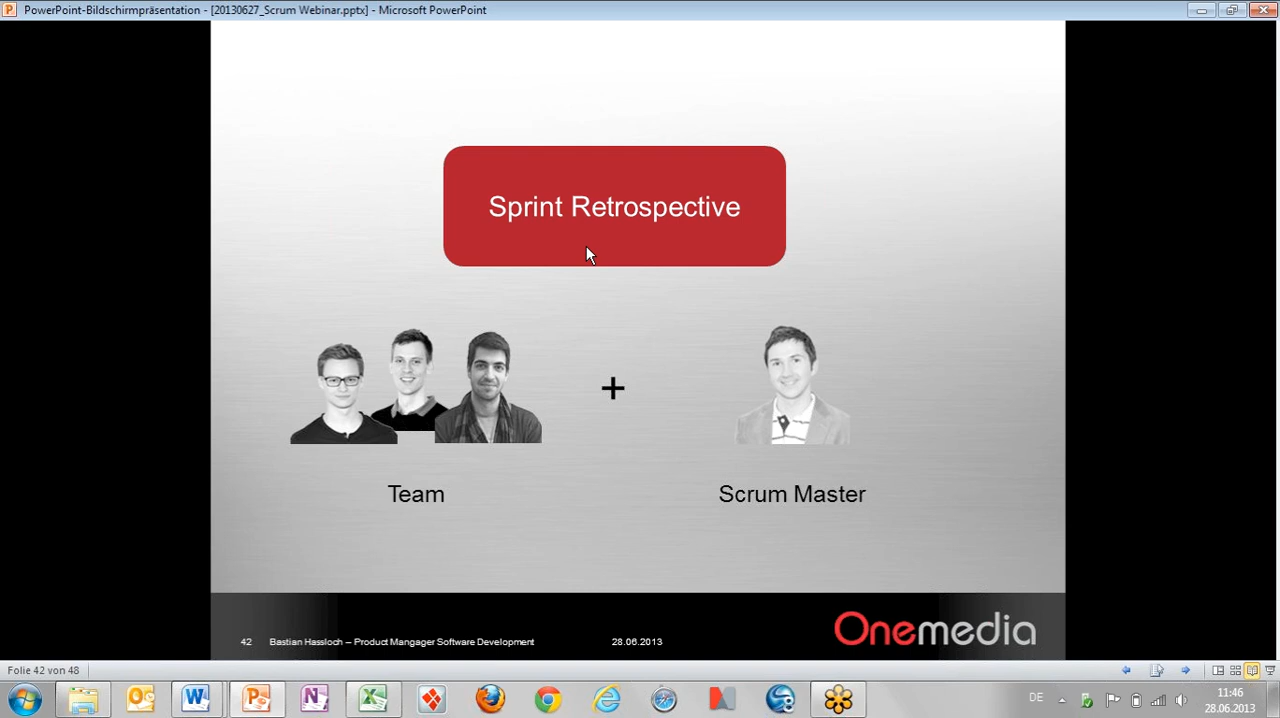 PowerPoint-Bildschirmpräsentation - [20130627_Scrum Webinar.pptx] - Microsoft PowerPoint
Sprint Retrospective
+
Team
Scrum Master
42 Bastian Hassloch – Product Mangager Software Development 28.06.2013
Onemedia
Folie 42 von 48
DE
11:46
28.06.2013